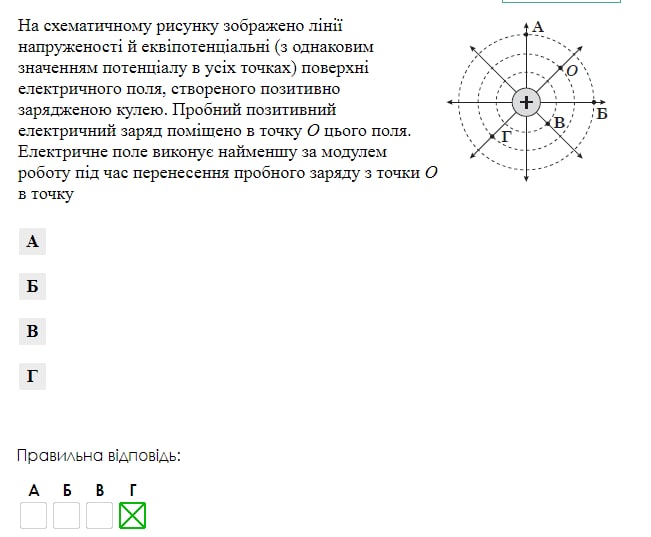 На схематичному рисунку зображено лінії
напруженості й еквіпотенціальні (з однаковим
значенням потенціалу в усіх точках) поверхні
електричного поля, створеного позитивно
зарядженою кулею. Пробний позитивний
електричний заряд поміщено в точку O цього поля.
Електричне поле виконує найменшу за модулем
роботу під час перенесення пробного заряду з точки O
в точку
А
O
+
В
Б
Г
А
Б
В
Г
Правильна відповідь:
А Б В Г